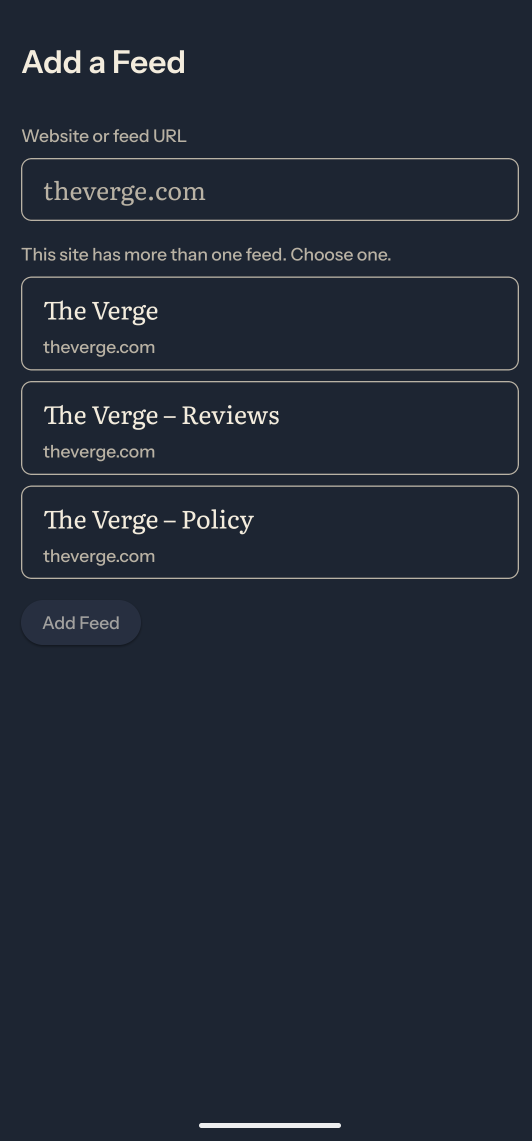 Add a Feed
Website or feed URL
theverge.com
This site has more than one feed. Choose one.
The Verge
theverge.com
The Verge – Reviews
theverge.com
The Verge – Policy
theverge.com
Add Feed